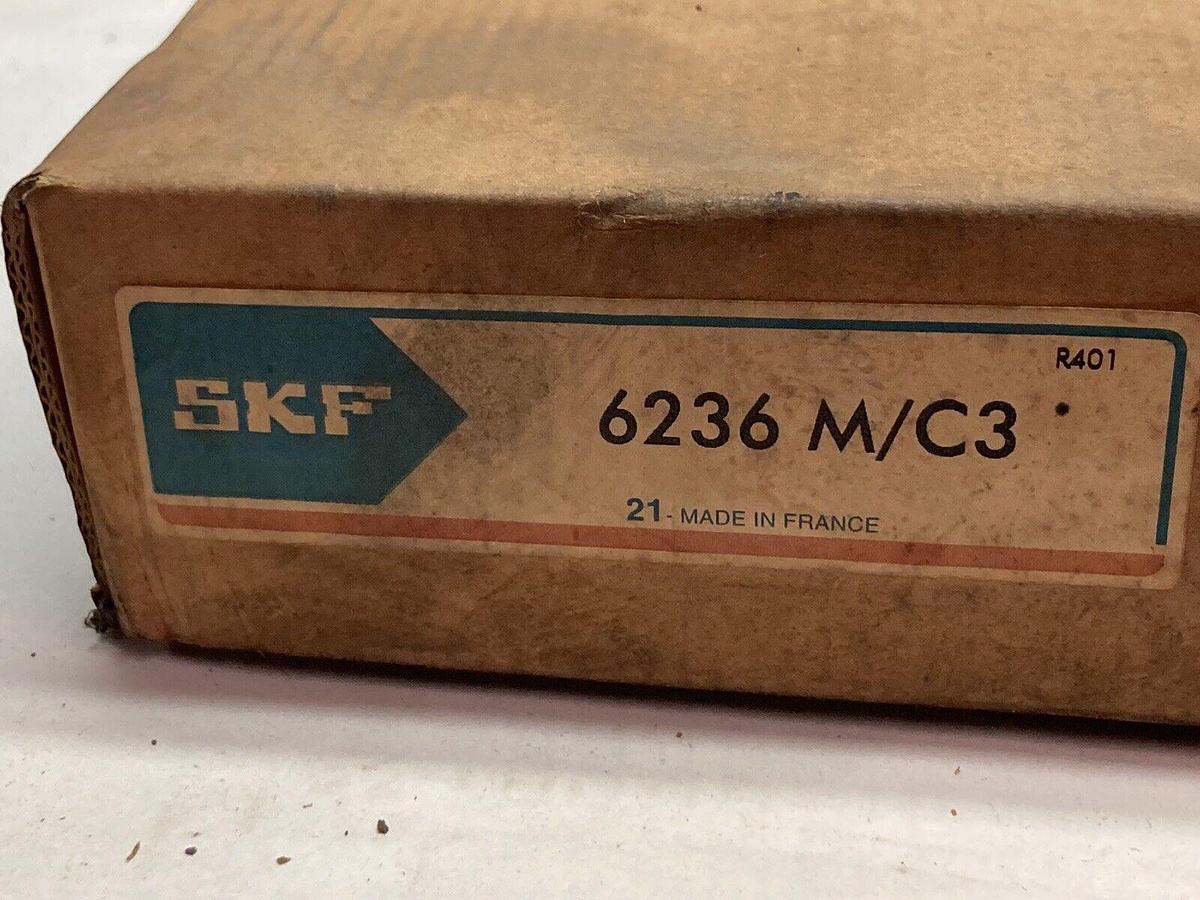 SKF
R401
6236 M/C3
21- MADE IN FRANCE